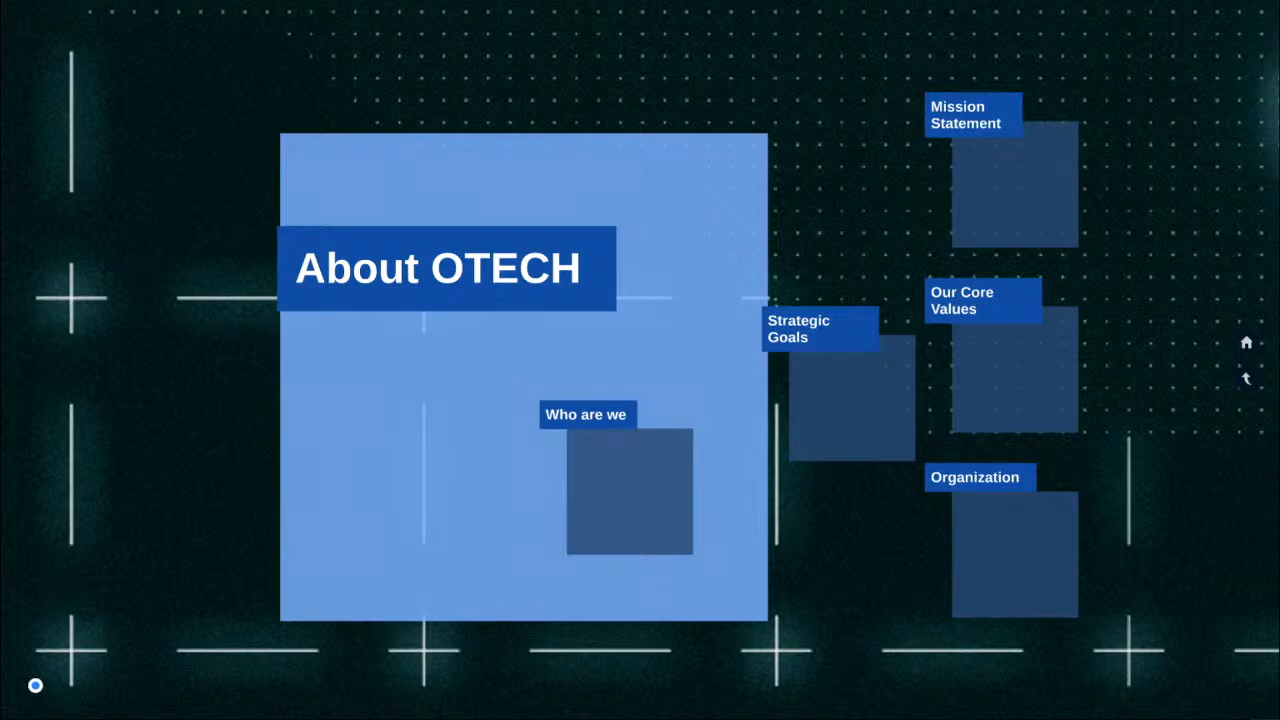 About OTECH
Who are we
Strategic
Goals
Mission
Statement
Our Core
Values
Organization